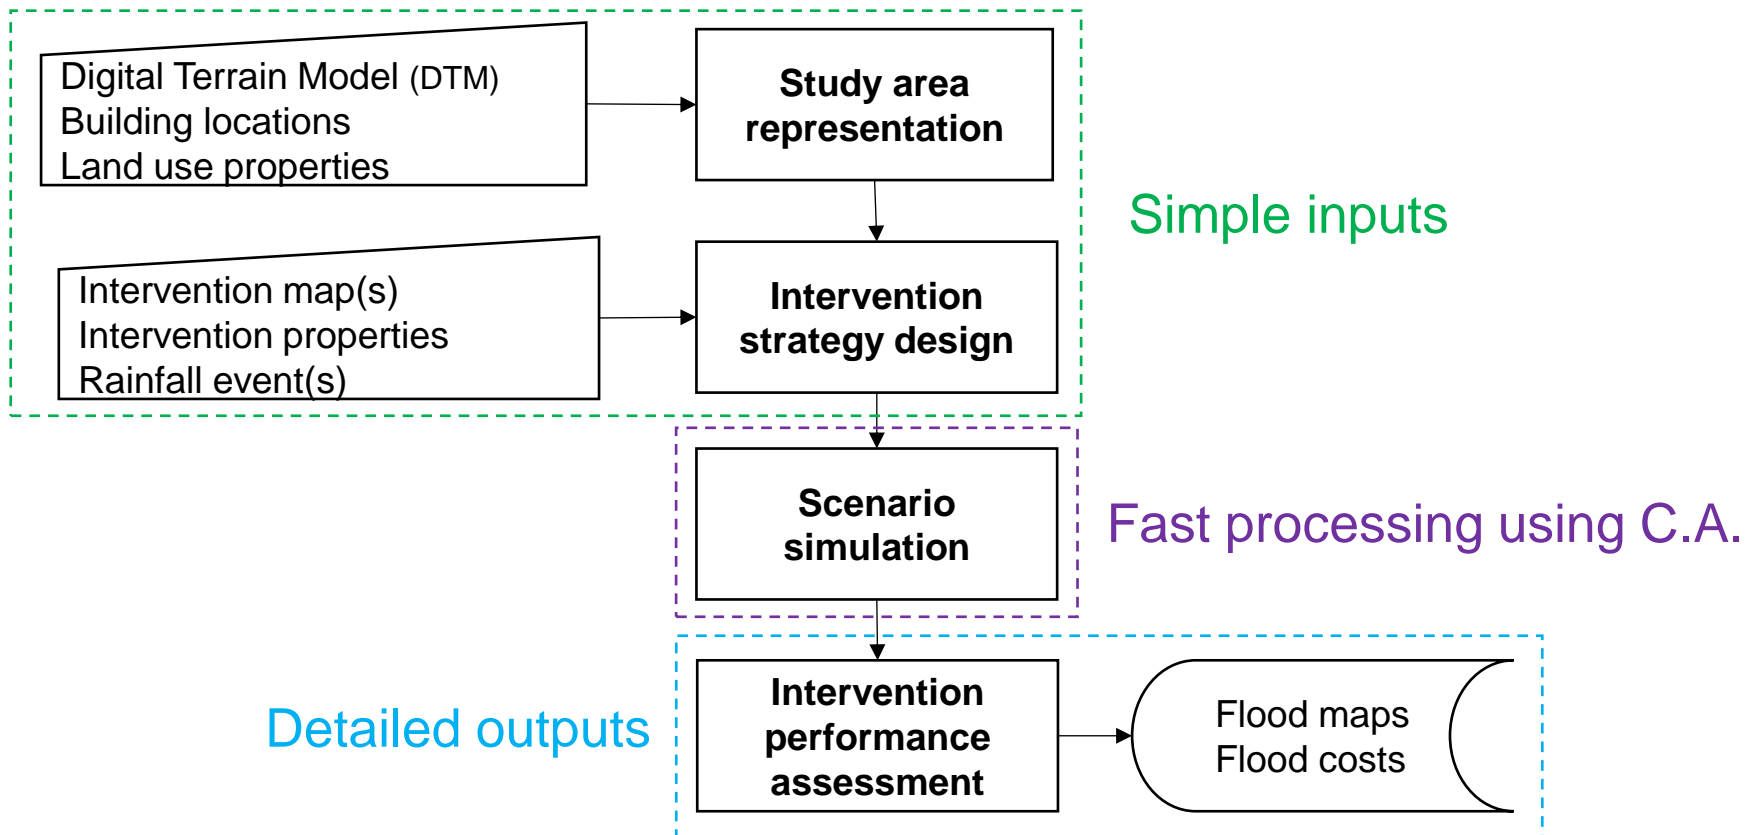 Digital Terrain Model (DTM)
Building locations
Land use properties
Study area
representation
Simple inputs
Intervention map(s)
Intervention properties
Rainfall event(s)
Intervention
strategy design
Scenario
simulation
Fast processing using C.A.
Detailed outputs
Intervention
performance
assessment
Flood maps
Flood costs